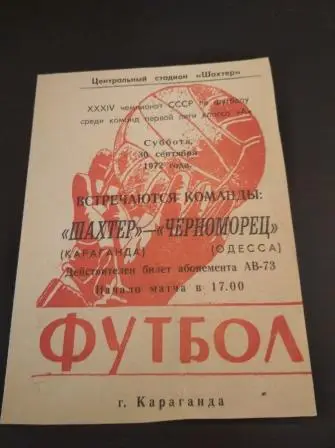 Центральный стадион «Шахтер»
XXXIV чемпионат СССР по футболу
среди команд первой лиги класса «А»
Суббота,
30 сентября
1972 года.
ВСТРЕЧАЮТСЯ КОМАНДЫ:
«ШАХТЕР»—«ЧЕРНОМОРЕЦ»
(КАРАГАНДА) (ОДЕССА)
Действителен билет абонемента АВ-73
Начало матча в 17.00
ФУТБОЛ
г. Караганда